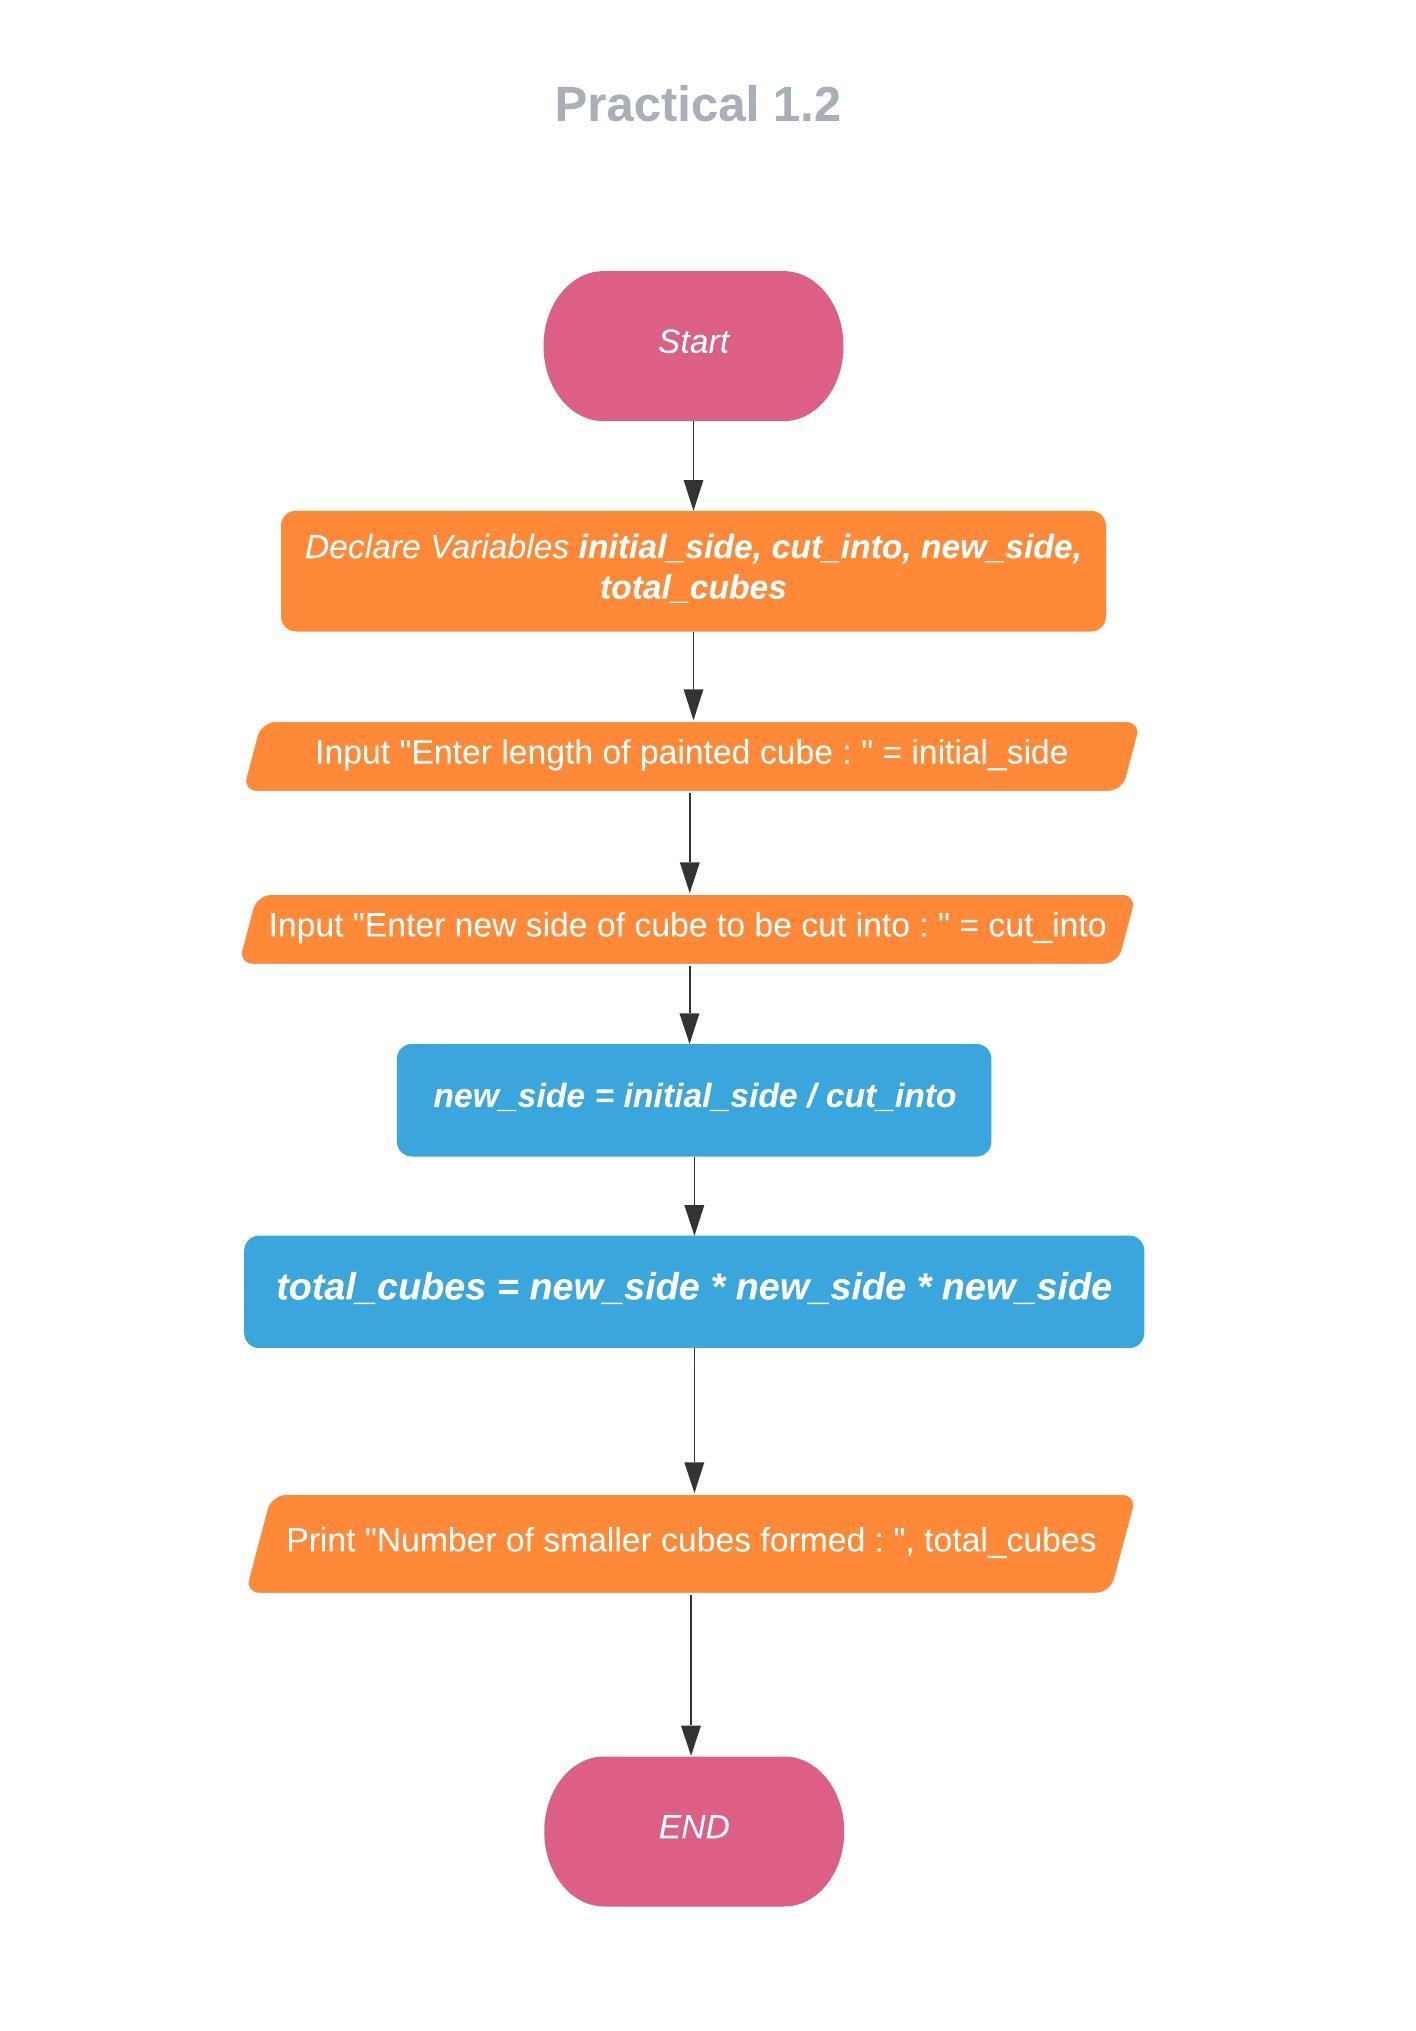 Practical 1.2
Start
Declare Variables initial_side, cut_into, new_side,
total_cubes
Input "Enter length of painted cube : " = initial_side
Input "Enter new side of cube to be cut into : " = cut_into
new_side = initial_side / cut_into
total_cubes = new_side * new_side * new_side
Print "Number of smaller cubes formed : ", total_cubes
END